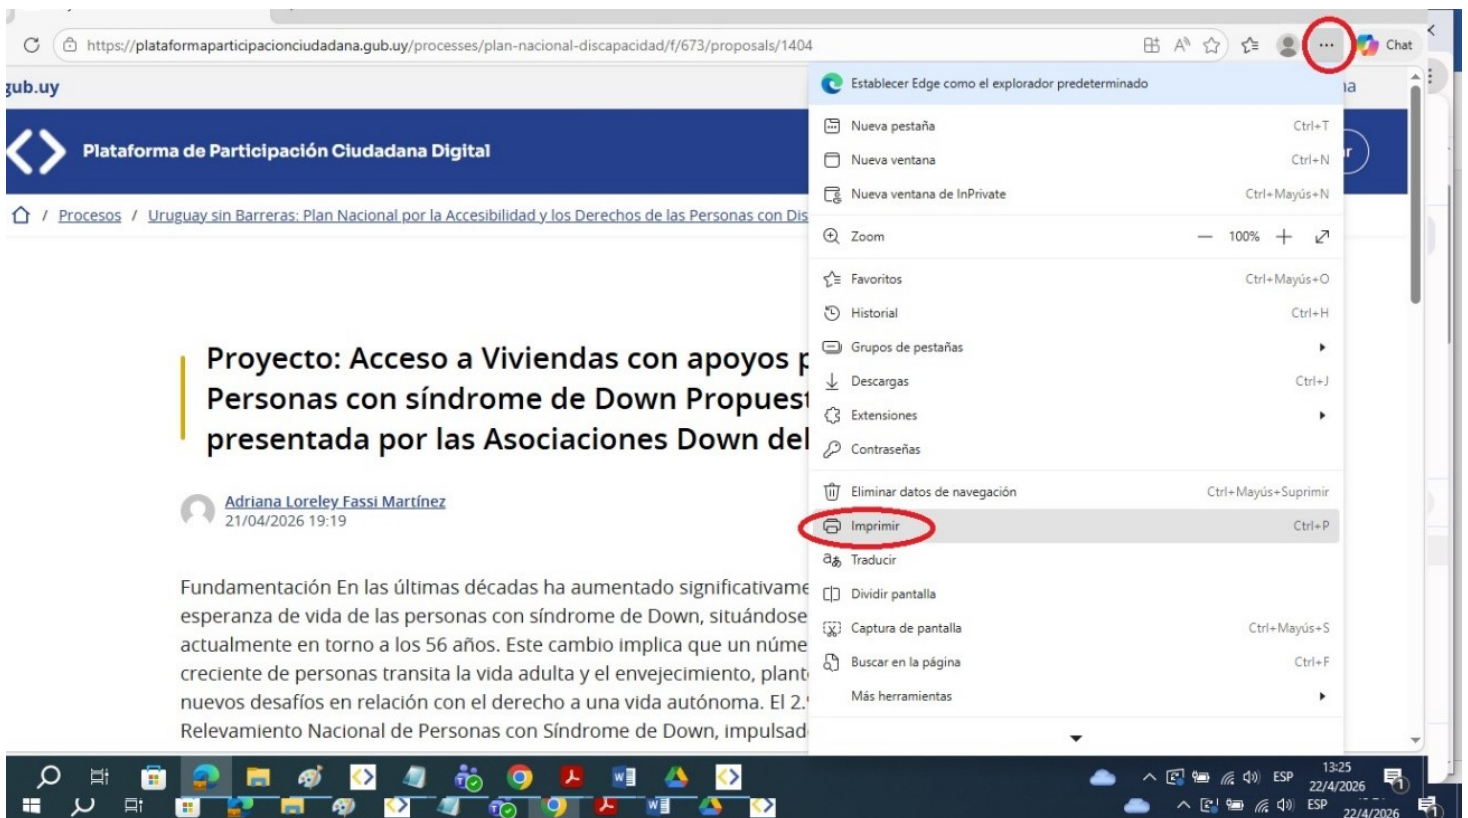 https://plataformaparticipacionciudadana.gub.uy/processes/plan-nacional-discapacidad/f/673/proposals/1404
Chat
gub.uy
Plataforma de Participación Ciudadana Digital
/ Procesos / Uruguay sin Barreras: Plan Nacional por la Accesibilidad y los Derechos de las Personas con Dis
Proyecto: Acceso a Viviendas con apoyos p
Personas con síndrome de Down Propuest
presentada por las Asociaciones Down del
Adriana Loreley Fassi Martínez
21/04/2026 19:19
Fundamentación En las últimas décadas ha aumentado significativame
esperanza de vida de las personas con síndrome de Down, situándose
actualmente en torno a los 56 años. Este cambio implica que un núme
creciente de personas transita la vida adulta y el envejecimiento, plant
nuevos desafíos en relación con el derecho a una vida autónoma. El 2.º
Relevamiento Nacional de Personas con Síndrome de Down, impulsad
Establecer Edge como el explorador predeterminado
Nueva pestaña Ctrl+T
Nueva ventana Ctrl+N
Nueva ventana de InPrivate Ctrl+Mayús+N
Zoom 100%
Favoritos Ctrl+Mayús+O
Historial Ctrl+H
Grupos de pestañas
Descargas Ctrl+J
Extensiones
Contraseñas
Eliminar datos de navegación Ctrl+Mayús+Suprimir
Imprimir Ctrl+P
Traducir
Dividir pantalla
Captura de pantalla Ctrl+Mayús+S
Buscar en la página Ctrl+F
Más herramientas
ESP 13:25
22/4/2026
ESP
22/4/2026